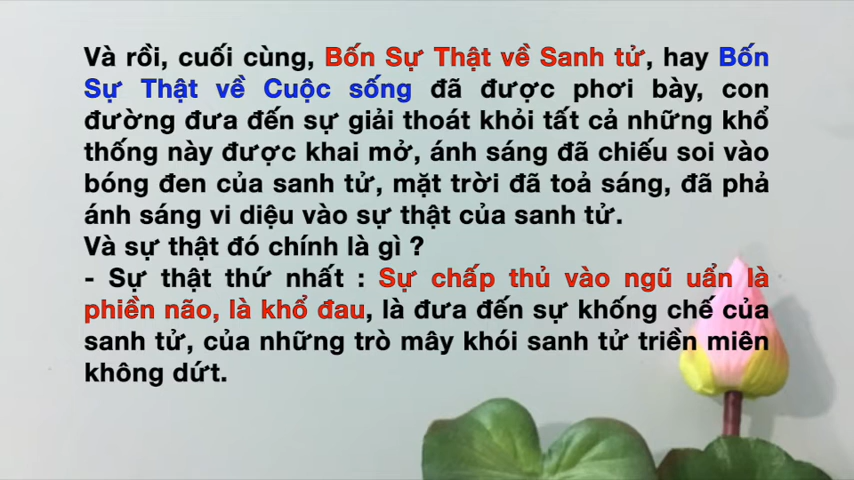 Và rồi, cuối cùng, Bốn Sự Thật về Sanh tử, hay Bốn
Sự Thật về Cuộc sống đã được phơi bày, con
đường đưa đến sự giải thoát khỏi tất cả những khổ
thống này được khai mở, ánh sáng đã chiếu soi vào
bóng đen của sanh tử, mặt trời đã toả sáng, đã phả
ánh sáng vi diệu vào sự thật của sanh tử.
Và sự thật đó chính là gì ?
- Sự thật thứ nhất : Sự chấp thủ vào ngũ uẩn là
phiền não, là khổ đau, là đưa đến sự khống chế của
sanh tử, của những trò mây khói sanh tử triền miên
không dứt.